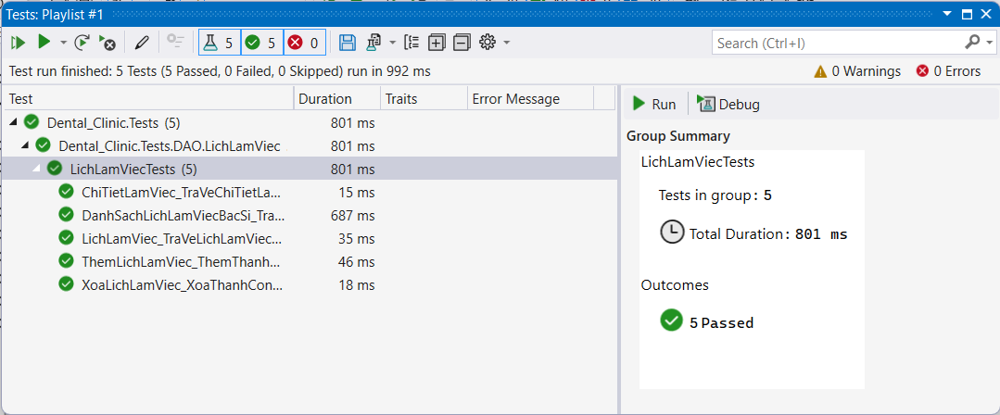 Tests: Playlist #1
5 5 0
Search (Ctrl+I)
Test run finished: 5 Tests (5 Passed, 0 Failed, 0 Skipped) run in 992 ms
0 Warnings 0 Errors
Test Duration Traits Error Message
Dental_Clinic.Tests (5) 801 ms
Dental_Clinic.Tests.DAO.LichLamViec 801 ms
LichLamViecTests (5) 801 ms
ChiTietLamViec_TraVeChiTietLa... 15 ms
DanhSachLichLamViecBacSi_Tra... 687 ms
LichLamViec_TraVeLichLamViec... 35 ms
ThemLichLamViec_ThemThanh... 46 ms
XoaLichLamViec_XoaThanhCon... 18 ms
Run Debug
Group Summary
LichLamViecTests
Tests in group: 5
Total Duration: 801 ms
Outcomes
5 Passed